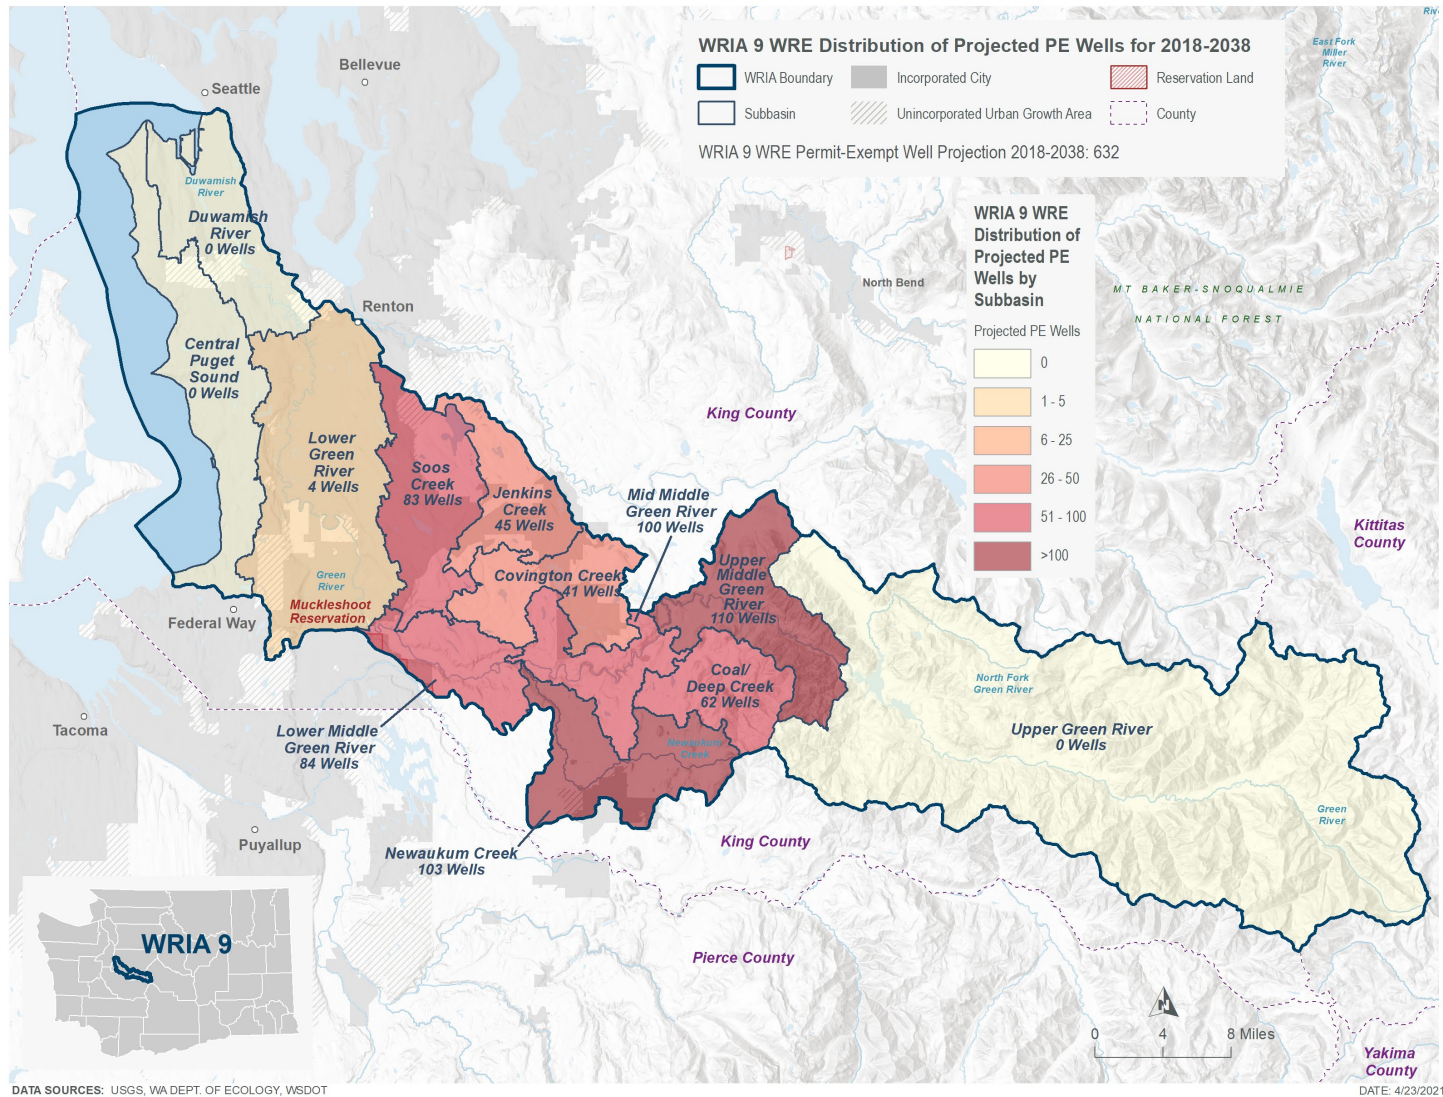 WRIA 9 WRE Distribution of Projected PE Wells for 2018-2038
WRIA Boundary
Incorporated City
Reservation Land
Subbasin
Unincorporated Urban Growth Area
County
WRIA 9 WRE Permit-Exempt Well Projection 2018-2038: 632
WRIA 9 WRE
Distribution of
Projected PE
Wells by
Subbasin
Projected PE Wells
0
1 - 5
6 - 25
26 - 50
51 - 100
>100
East Fork
Miller
River
Bellevue
Seattle
Duwamish
River
Duwamish
River
0 Wells
North Bend
MT BAKER-SNOQUALMIE
NATIONAL FOREST
Renton
Central
Puget
Sound
0 Wells
King County
Lower
Green
River
4 Wells
Soos
Creek
83 Wells
Jenkins
Creek
45 Wells
Mid Middle
Green River
100 Wells
Kittitas
County
Upper
Middle
Green
River
110 Wells
Covington Creek
41 Wells
Green
River
Muckleshoot
Reservation
Federal Way
Coal/
Deep Creek
62 Wells
North Fork
Green River
Upper Green River
0 Wells
Tacoma
Lower Middle
Green River
84 Wells
Newaukum
Creek
Green
River
Puyallup
Newaukum Creek
103 Wells
King County
WRIA 9
Pierce County
N
0 4 8 Miles
Yakima
County
DATA SOURCES: USGS, WA DEPT. OF ECOLOGY, WSDOT
DATE: 4/23/2021